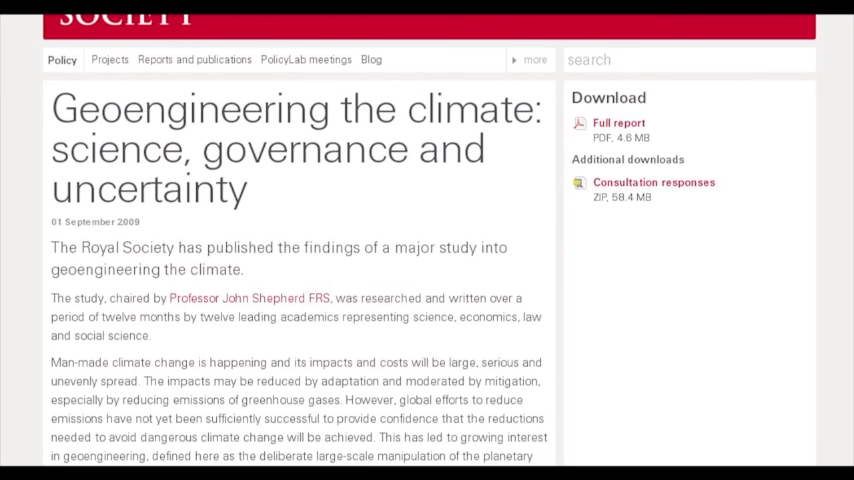 SOCIETY
Policy Projects Reports and publications PolicyLab meetings Blog more search
Geoengineering the climate:
science, governance and
uncertainty
01 September 2009
The Royal Society has published the findings of a major study into
geoengineering the climate.
The study, chaired by Professor John Shepherd FRS, was researched and written over a
period of twelve months by twelve leading academics representing science, economics, law
and social science.
Man-made climate change is happening and its impacts and costs will be large, serious and
unevenly spread. The impacts may be reduced by adaptation and moderated by mitigation,
especially by reducing emissions of greenhouse gases. However, global efforts to reduce
emissions have not yet been sufficiently successful to provide confidence that the reductions
needed to avoid dangerous climate change will be achieved. This has led to growing interest
in geoengineering, defined here as the deliberate large-scale manipulation of the planetary
Download
Full report
PDF, 4.6 MB
Additional downloads
Consultation responses
ZIP, 58.4 MB